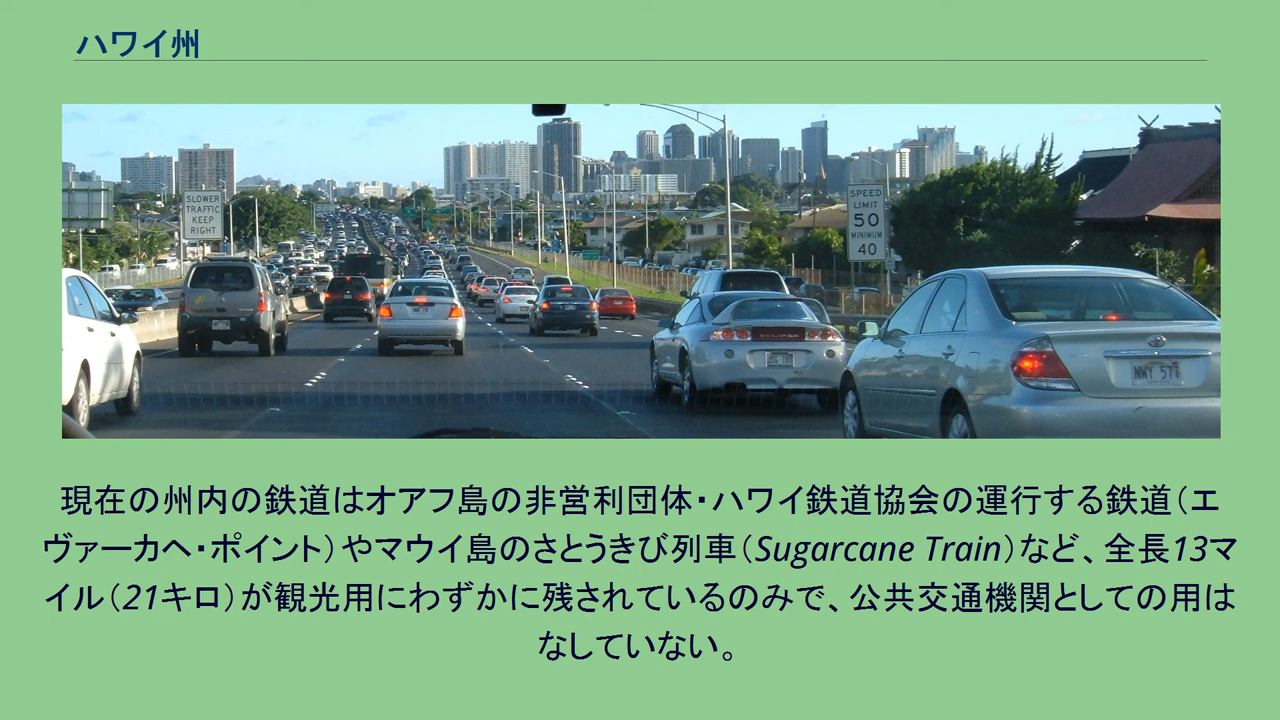 ハワイ州
SLOWER
TRAFFIC
KEEP
RIGHT
SPEED
LIMIT
50
MINIMUM
40
ECLIPSE
NWY 577
現在の州内の鉄道はオアフ島の非営利団体・ハワイ鉄道協会の運行する鉄道（エ
ヴァーカヘ・ポイント）やマウイ島のさとうきび列車（Sugarcane Train）など、全長13マ
イル（21キロ）が観光用にわずかに残されているのみで、公共交通機関としての用は
なしていない。